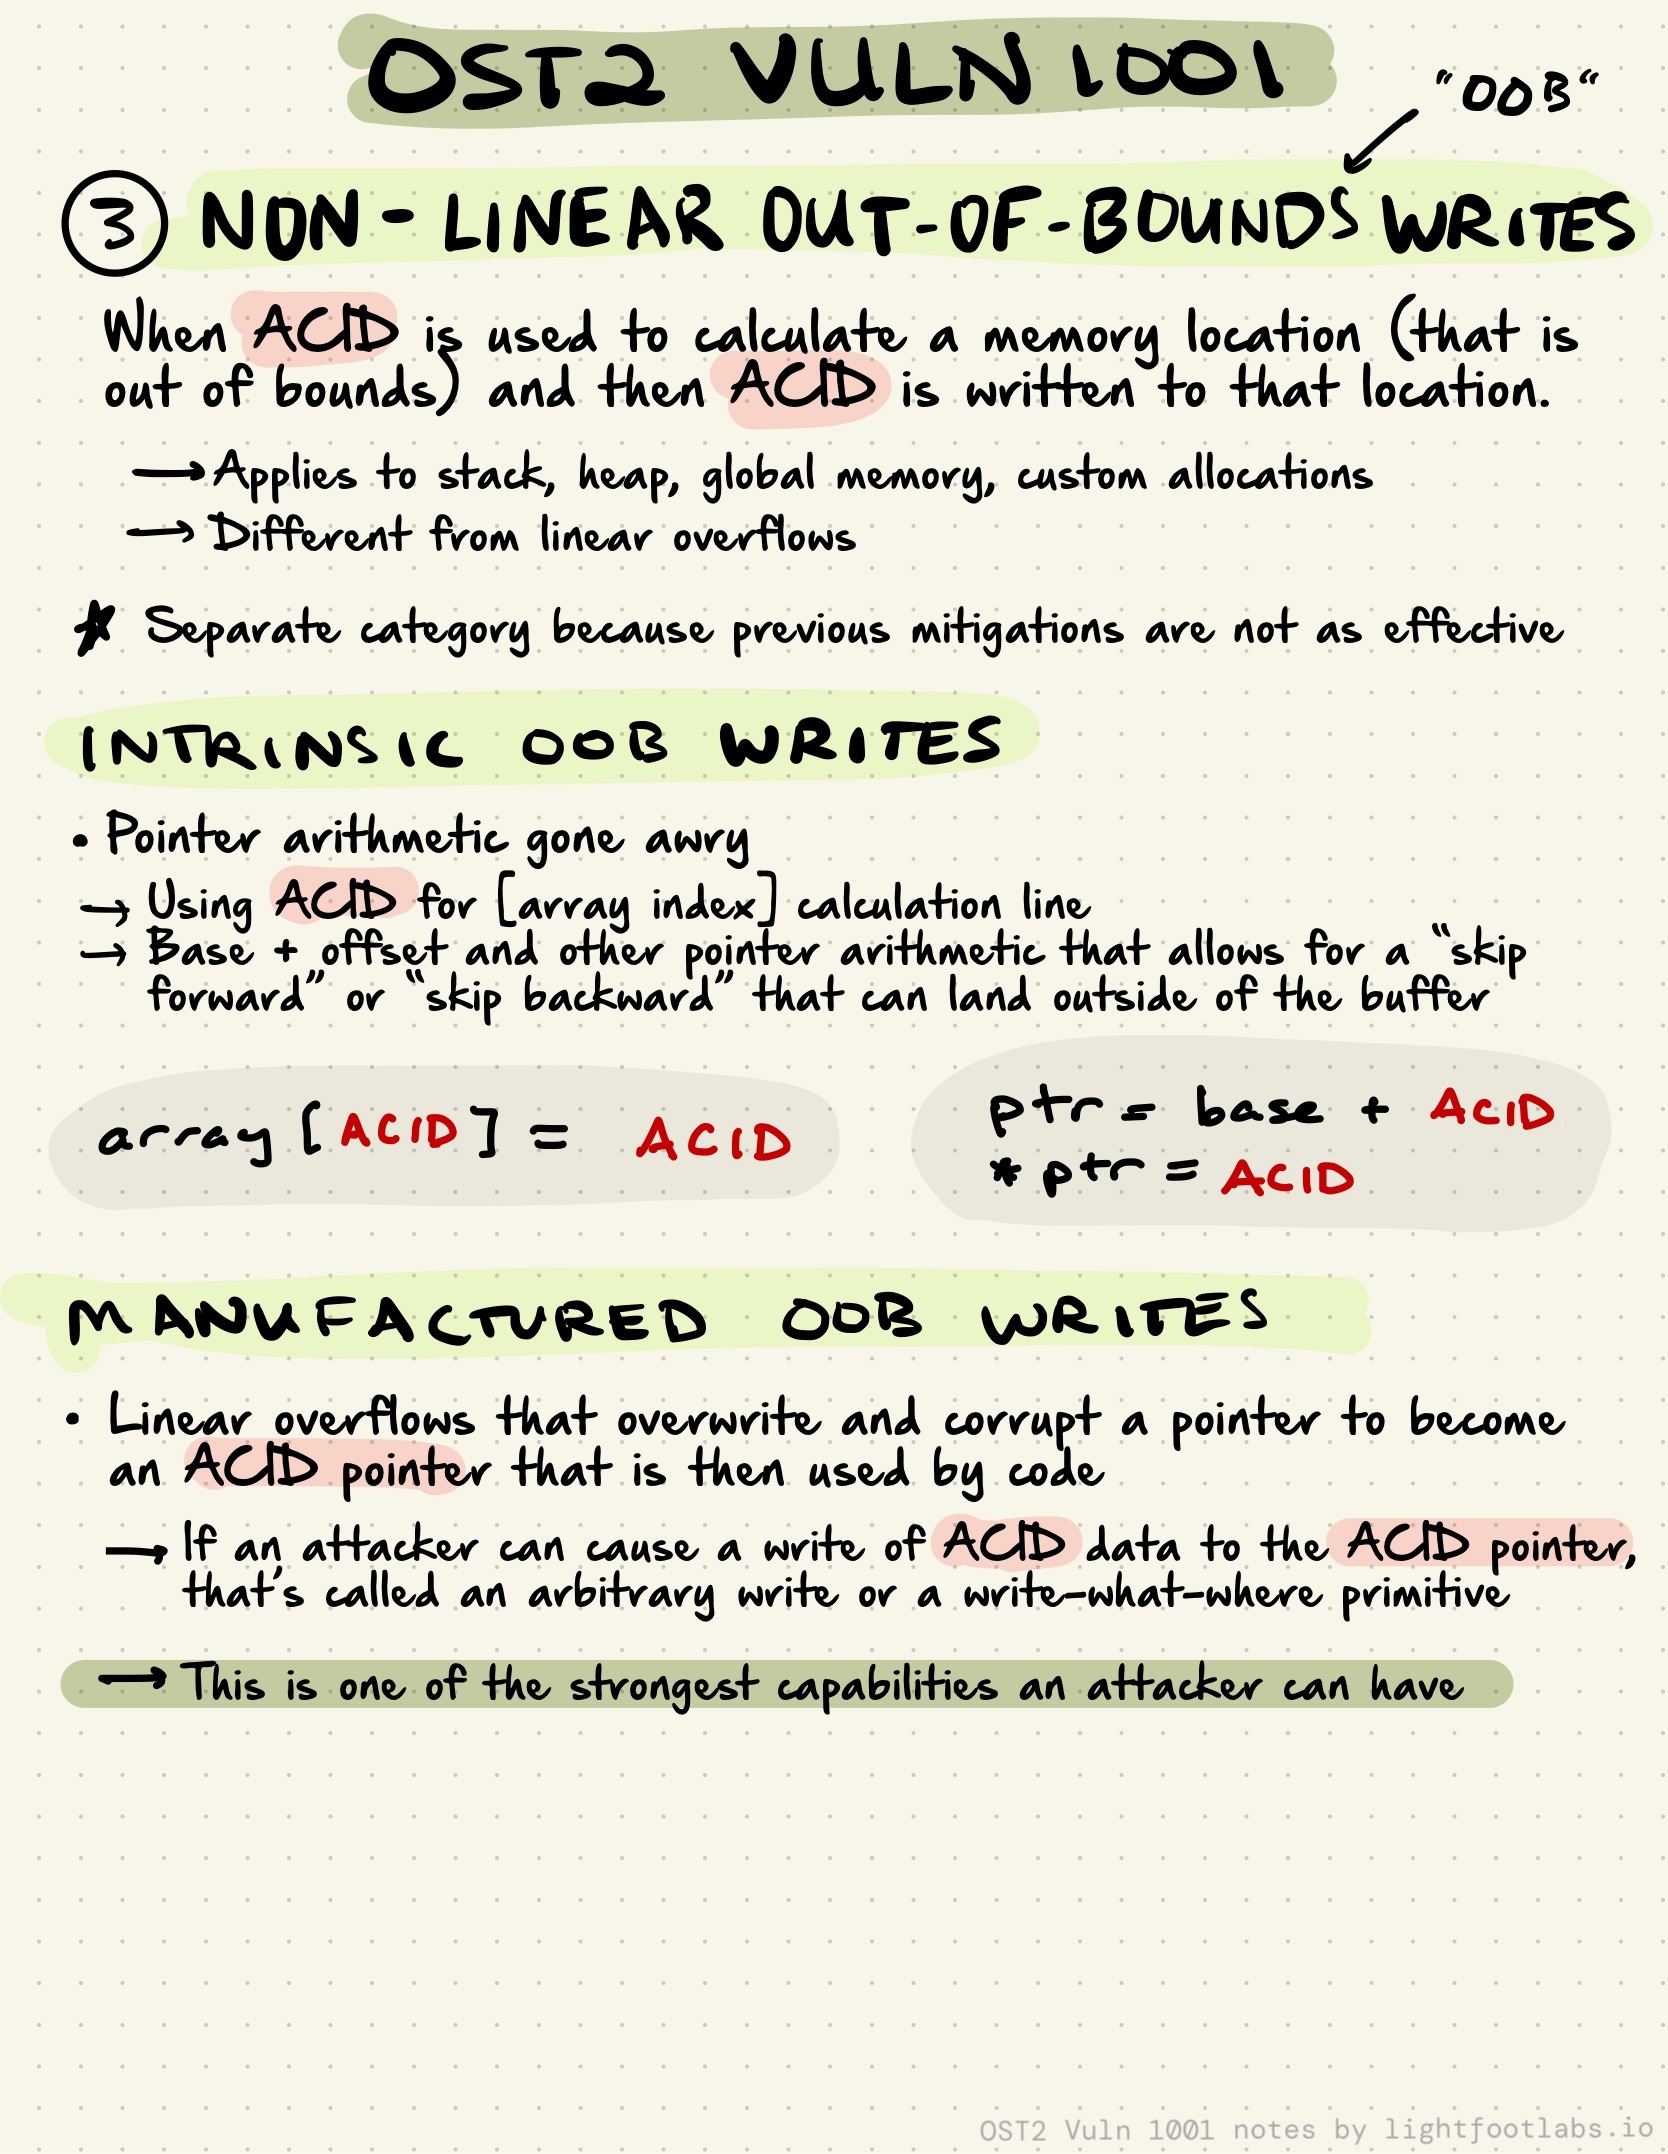 OST2 VULN 1001
"OOB"
③ NON-LINEAR OUT-OF-BOUNDS WRITES
When ACID is used to calculate a memory location (that is
out of bounds) and then ACID is written to that location.
→ Applies to stack, heap, global memory, custom allocations
→ Different from linear overflows
★ Separate category because previous mitigations are not as effective
INTRINSIC OOB WRITES
• Pointer arithmetic gone awry
→ Using ACID for [array index] calculation line
→ Base + offset and other pointer arithmetic that allows for a "skip
forward" or "skip backward" that can land outside of the buffer
array [ACID] = ACID
ptr = base + ACID
*ptr = ACID
MANUFACTURED OOB WRITES
• Linear overflows that overwrite and corrupt a pointer to become
an ACID pointer that is then used by code
→ If an attacker can cause a write of ACID data to the ACID pointer,
that's called an arbitrary write or a write-what-where primitive
→ This is one of the strongest capabilities an attacker can have
OST2 Vuln 1001 notes by lightfootlabs.io